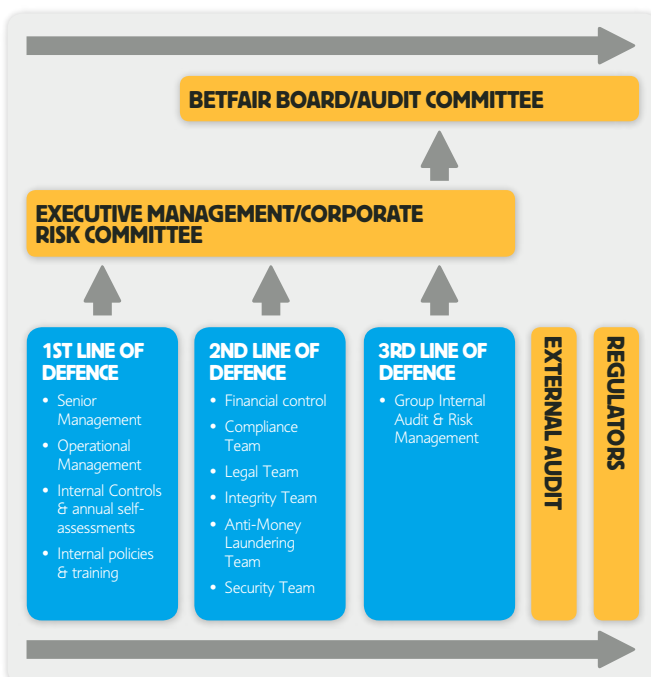 BETFAIR BOARD/AUDIT COMMITTEE
EXECUTIVE MANAGEMENT/CORPORATE
RISK COMMITTEE
1ST LINE OF
DEFENCE
• Senior
Management
• Operational
Management
• Internal Controls
& annual self-
assessments
• Internal policies
& training
2ND LINE OF
DEFENCE
• Financial control
• Compliance
Team
• Legal Team
• Integrity Team
• Anti-Money
Laundering
Team
• Security Team
3RD LINE OF
DEFENCE
• Group Internal
Audit & Risk
Management
EXTERNAL AUDIT
REGULATORS